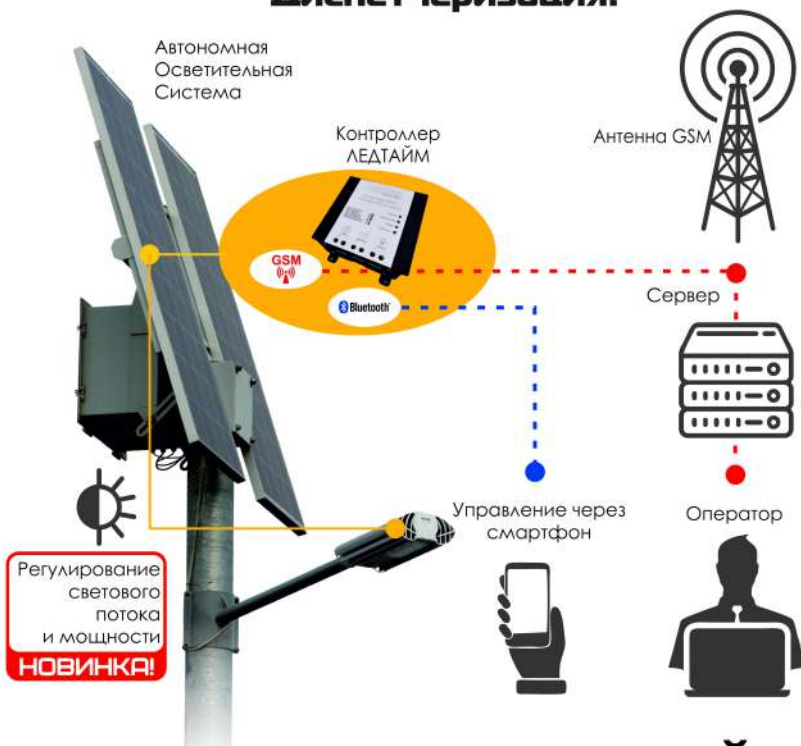 Диспетчеризация:
Автономная
Осветительная
Система
Контроллер
ЛЕДТАЙМ
Антенна GSM
GSM
Bluetooth
Сервер
Управление через
смартфон
Оператор
Регулирование
светового
потока
и мощности
НОВИНКА!